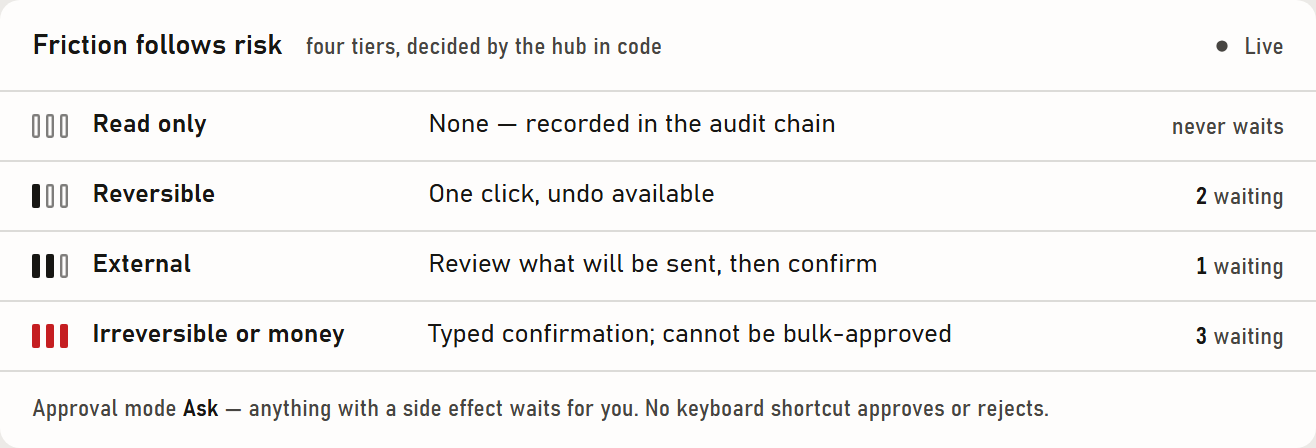 Friction follows risk four tiers, decided by the hub in code Live
Read only None — recorded in the audit chain never waits
Reversible One click, undo available 2 waiting
External Review what will be sent, then confirm 1 waiting
Irreversible or money Typed confirmation; cannot be bulk-approved 3 waiting
Approval mode Ask — anything with a side effect waits for you. No keyboard shortcut approves or rejects.